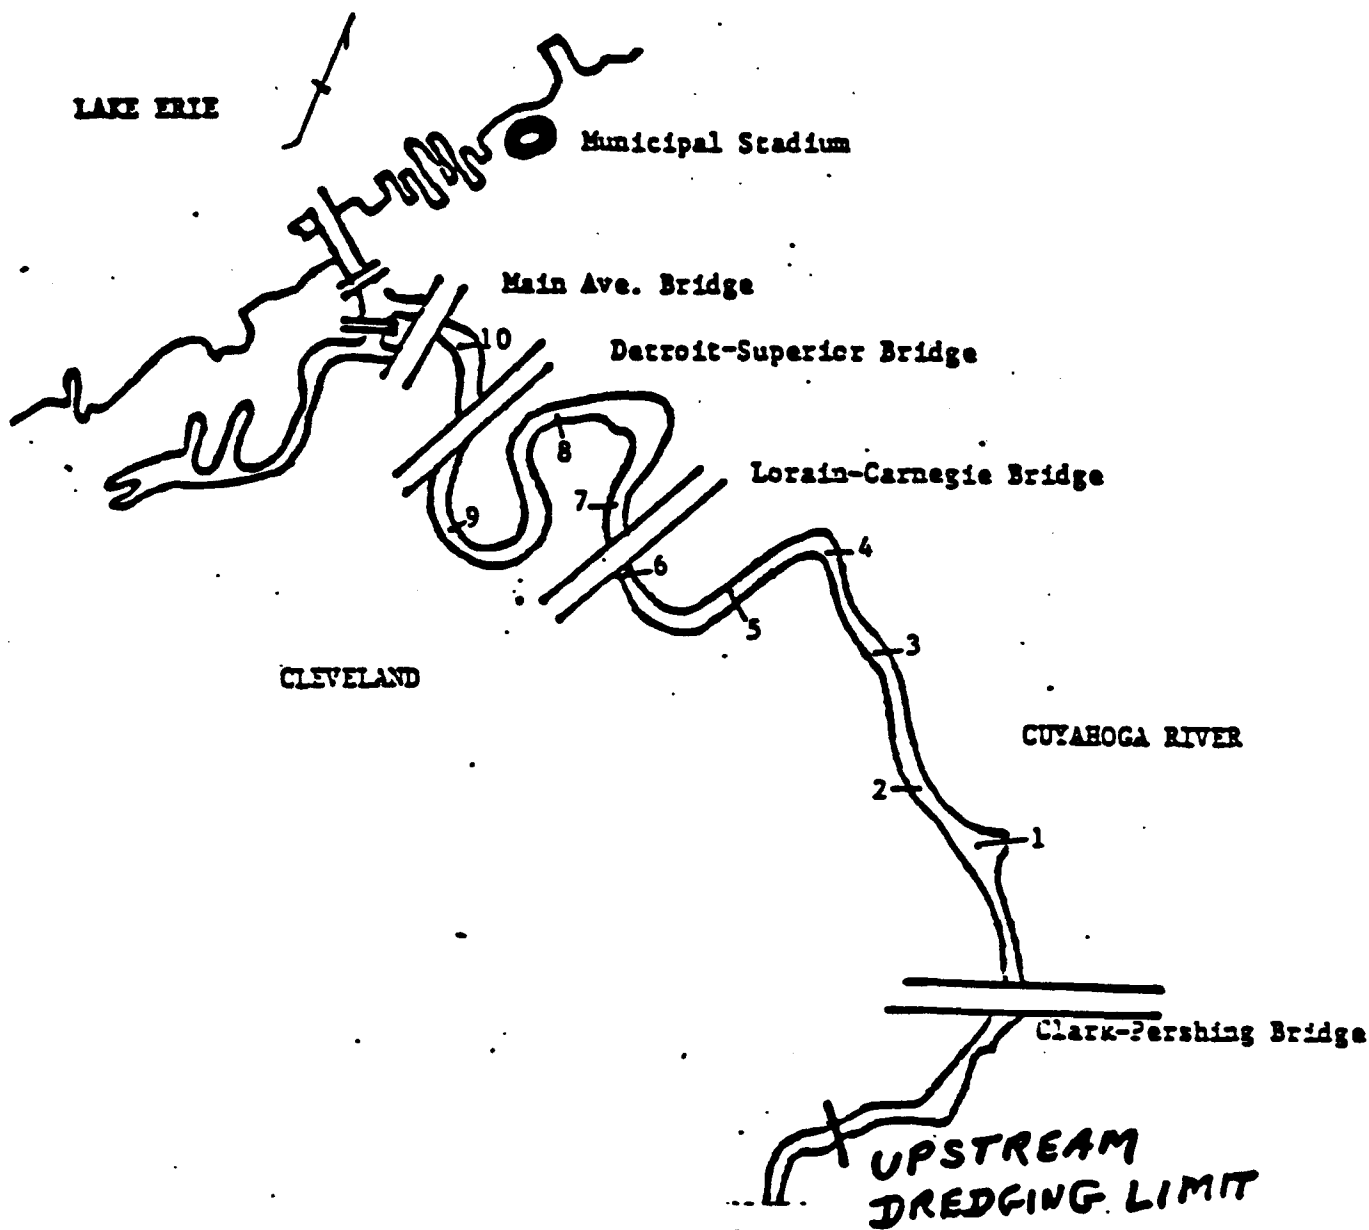 LAKE ERIE
Municipal Stadium
Main Ave. Bridge
10
Detroit-Superior Bridge
8
Lorain-Carnegie Bridge
7
9
4
6
5
3
CLEVELAND
CUYAHOGA RIVER
2
1
Clark-Pershing Bridge
UPSTREAM
DREDGING LIMIT